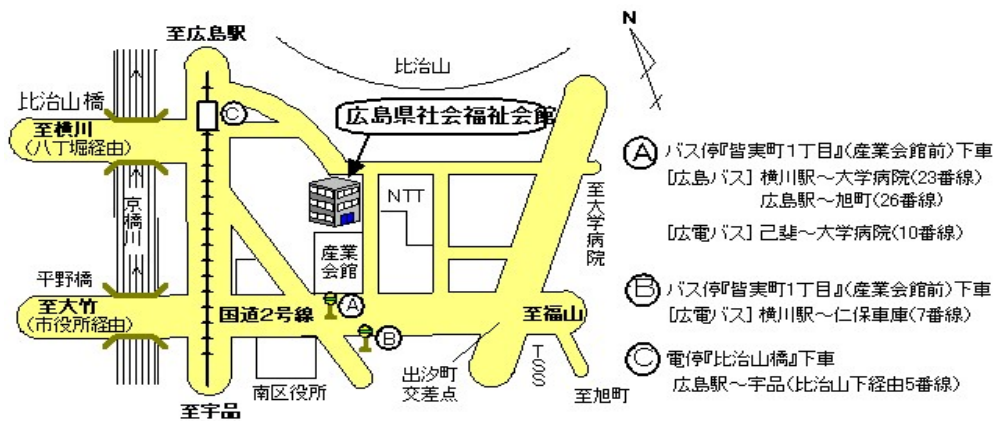 至広島駅
N
比治山
比治山橋
広島県社会福祉会館
至横川
(八丁堀経由)
京橋川
NTT
至大学病院
産業
会館
平野橋
至大竹
(市役所経由)
国道2号線
至福山
南区役所
出汐町
交差点
TSS
至旭町
至宇品
Ⓐ バス停『皆実町1丁目』(産業会館前)下車
[広島バス] 横川駅～大学病院(23番線)
広島駅～旭町(26番線)
[広電バス] 己斐～大学病院(10番線)
Ⓑ バス停『皆実町1丁目』(産業会館前)下車
[広電バス] 横川駅～仁保車庫(7番線)
Ⓒ 電停『比治山橋』下車
広島駅～宇品(比治山下経由5番線)
Ⓒ
Ⓐ
Ⓑ